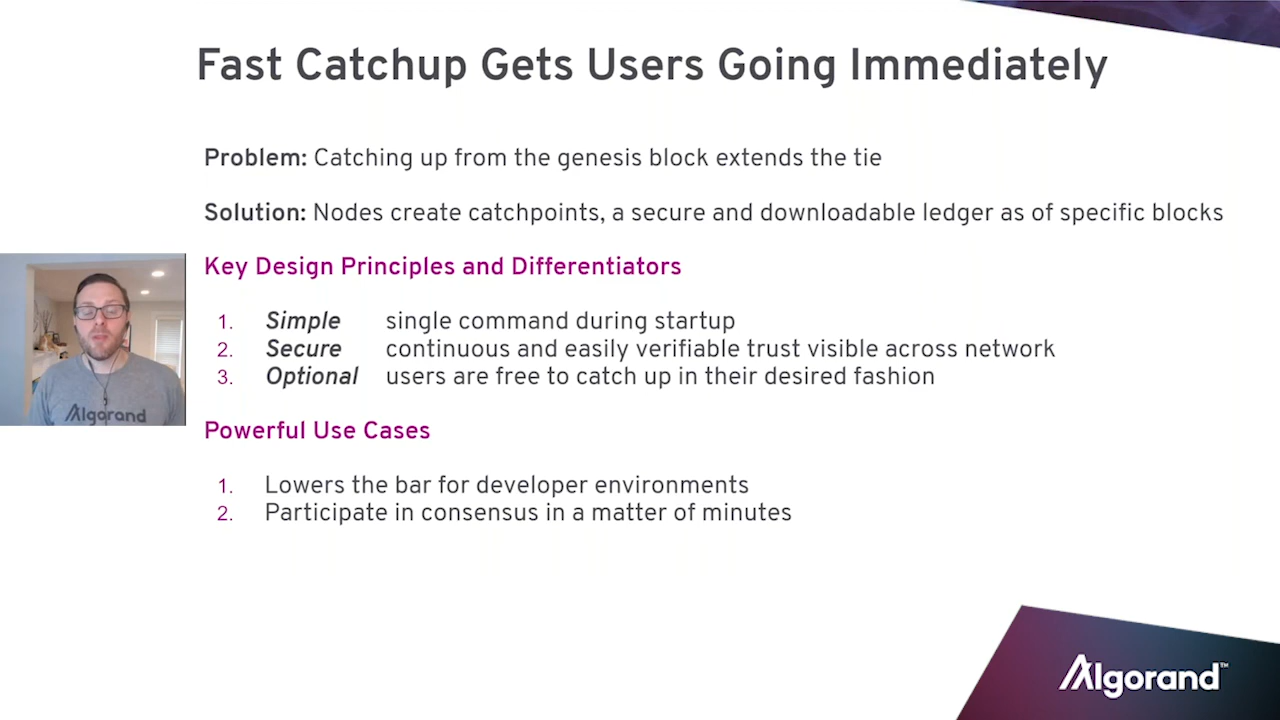 Fast Catchup Gets Users Going Immediately
Problem: Catching up from the genesis block extends the tie
Solution: Nodes create catchpoints, a secure and downloadable ledger as of specific blocks
Key Design Principles and Differentiators
1. Simple single command during startup
2. Secure continuous and easily verifiable trust visible across network
3. Optional users are free to catch up in their desired fashion
Algorand
Powerful Use Cases
1. Lowers the bar for developer environments
2. Participate in consensus in a matter of minutes
Algorand™